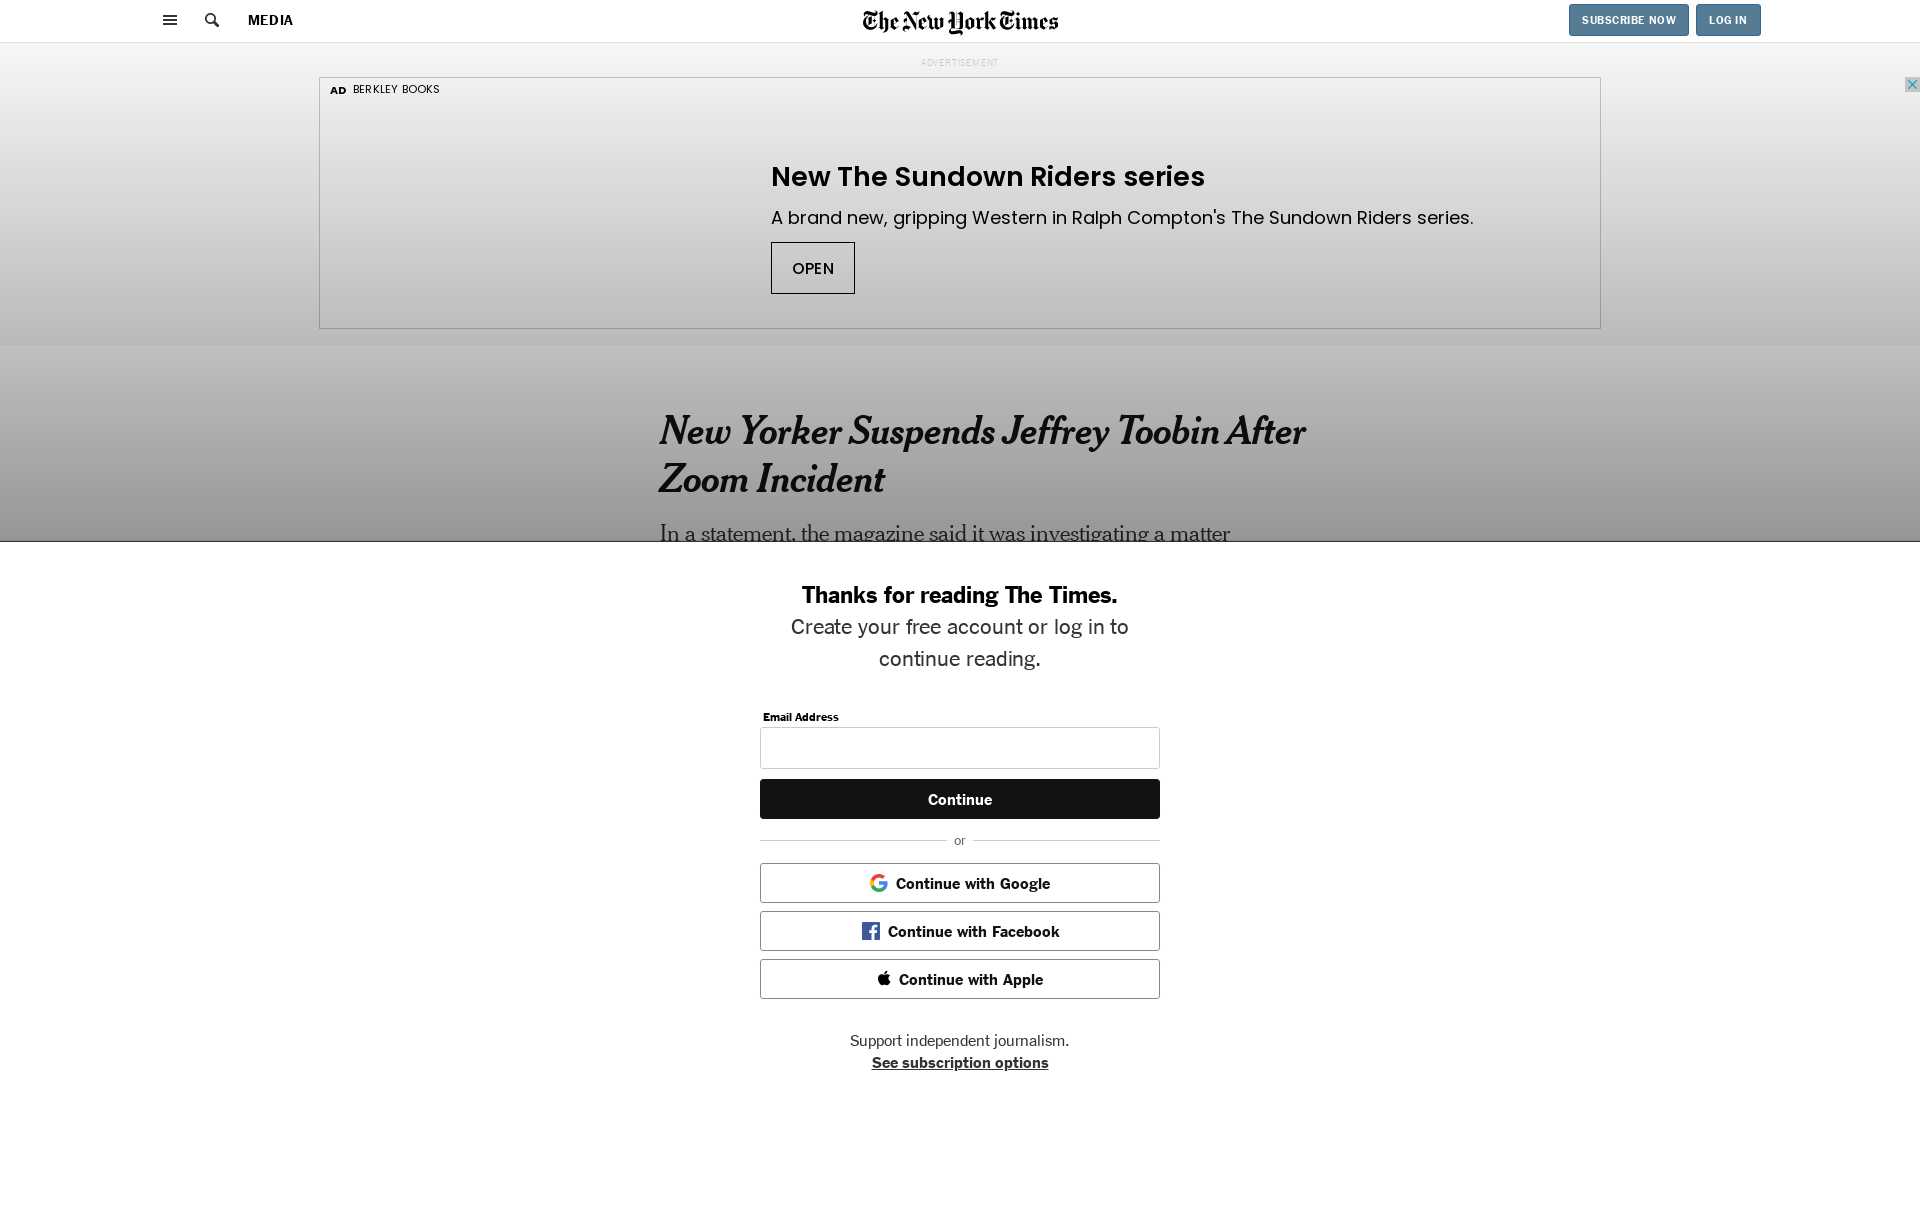 MEDIA
The New York Times
SUBSCRIBE NOW
LOG IN
ADVERTISEMENT
AD BERKLEY BOOKS
New The Sundown Riders series
A brand new, gripping Western in Ralph Compton's The Sundown Riders series.
OPEN
New Yorker Suspends Jeffrey Toobin After
Zoom Incident
In a statement, the magazine said it was investigating a matter
Thanks for reading The Times.
Create your free account or log in to
continue reading.
Email Address
Continue
or
Continue with Google
Continue with Facebook
Continue with Apple
Support independent journalism.
See subscription options